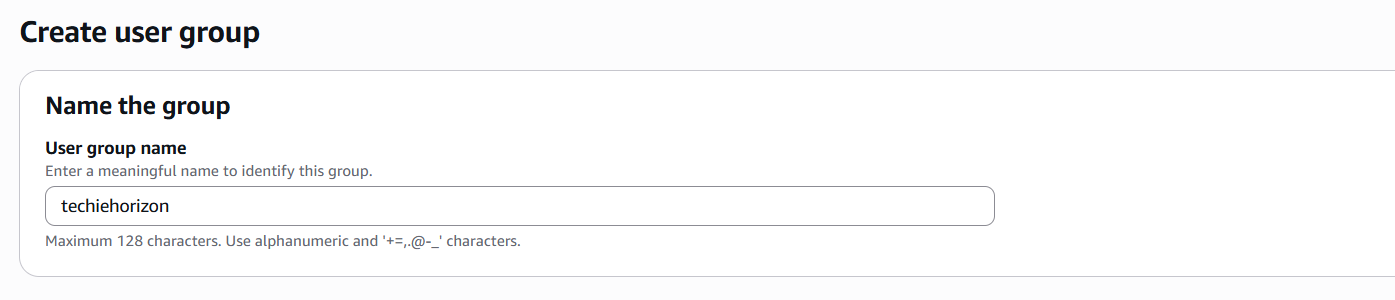 Create user group
Name the group
User group name
Enter a meaningful name to identify this group.
techiehorizon
Maximum 128 characters. Use alphanumeric and '+=,.@-_' characters.